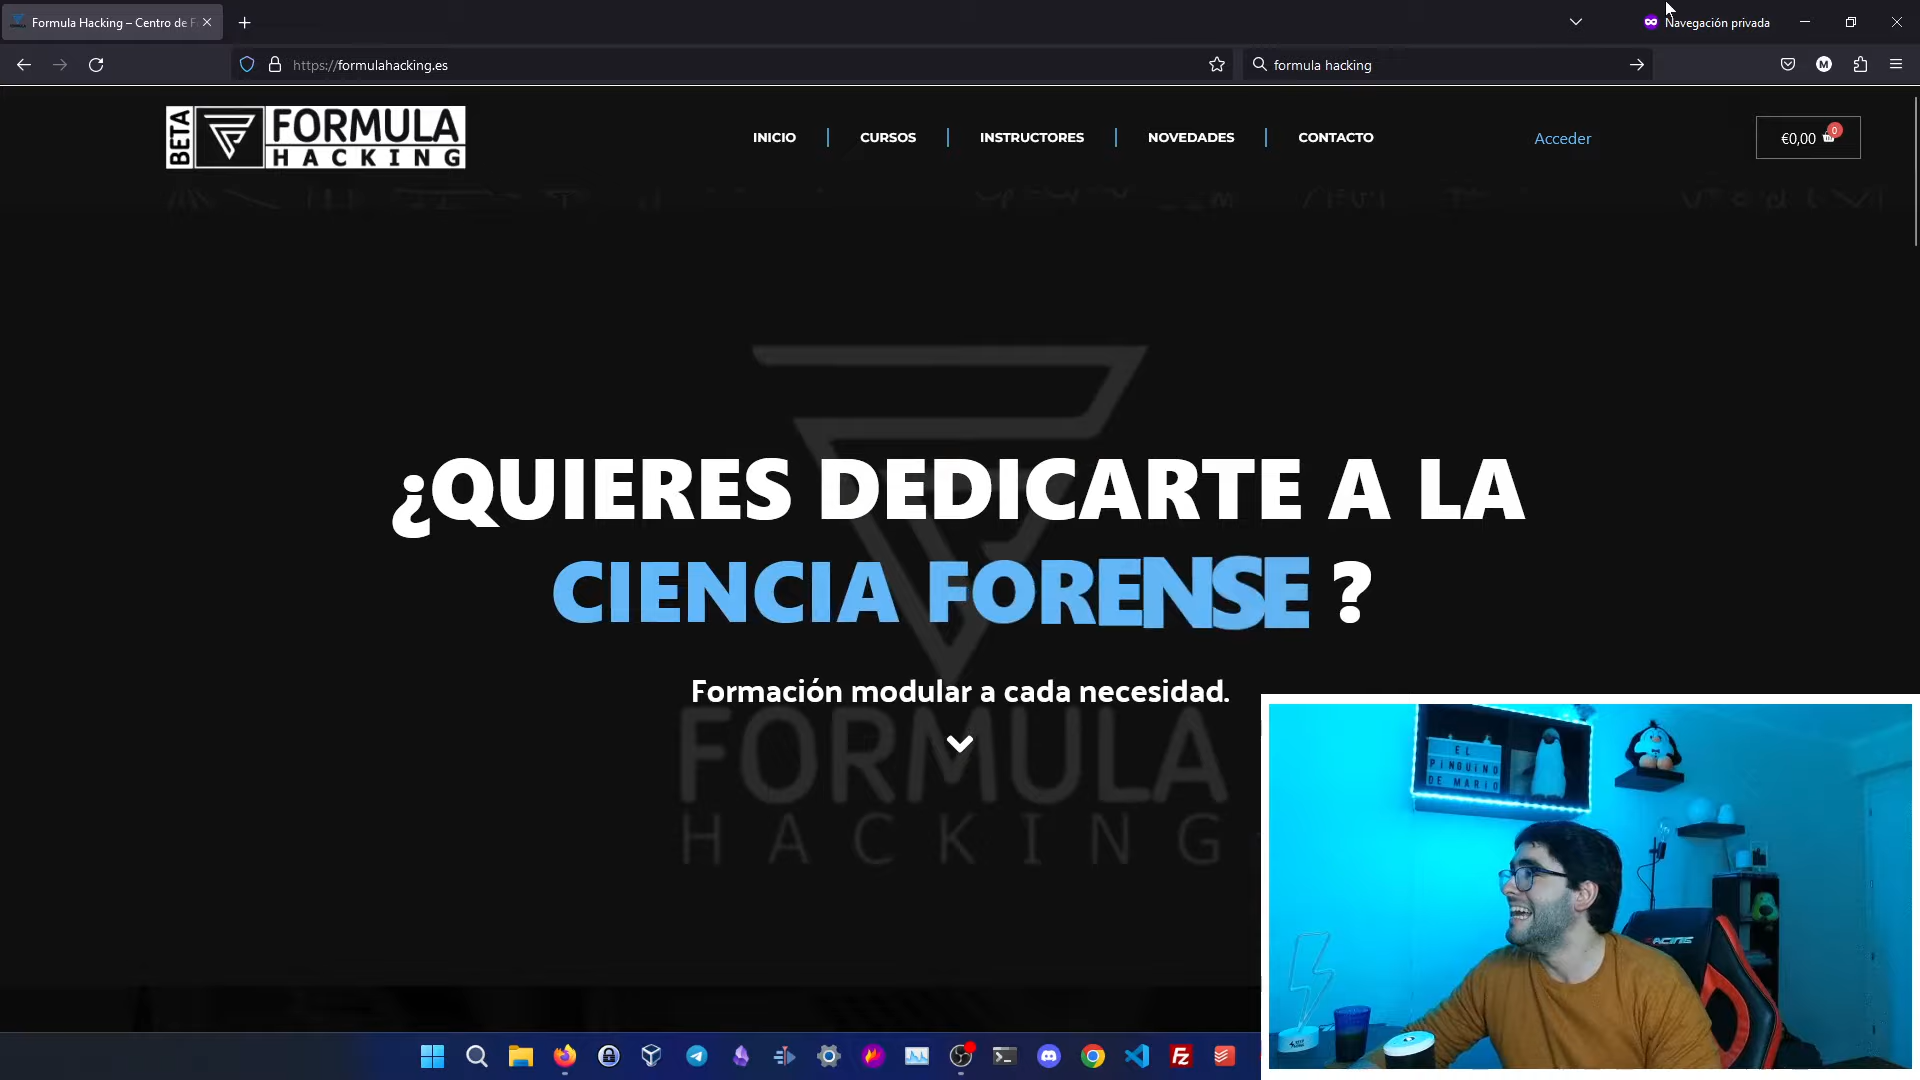 Formula Hacking – Centro de F
Navegación privada
https://formulahacking.es
formula hacking
M
BETA
FORMULA
HACKING
INICIO
CURSOS
INSTRUCTORES
NOVEDADES
CONTACTO
Acceder
€0,00
0
¿QUIERES DEDICARTE A LA
CIENCIA FORENSE ?
Formación modular a cada necesidad.
FORMULA
HACKING
EL
PINGUINO
DE MARIO
RACING